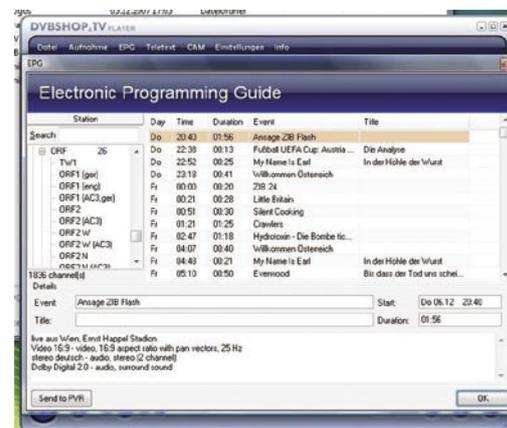 03.12.2007 17:03 Dateiordner
DVBSHOP.TV PLAYER
Datei Aufnahme EPG Teletext CAM Einstellungen Info
EPG
Electronic Programming Guide
Station Day Time Duration Event Title
Search
ORF 26
TW1
ORF1 (ger)
ORF1 (eng)
ORF1 (AC3,ger)
ORF2
ORF2 (AC3)
ORF2 W
ORF2 W (AC3)
ORF2 N
ORF2 N (AC3)
1836 channel(s)
Do 20:40 01:56 Ansage ZIB Flash
Do 22:38 00:13 Fußball UEFA Cup: Austria ... Die Analyse
Do 22:52 00:25 My Name Is Earl In der Höhle der Wurst
Do 23:18 00:41 Willkommen Österreich
Fr 00:00 00:20 ZIB 24
Fr 00:21 00:28 Little Britain
Fr 00:51 00:30 Silent Cooking
Fr 01:21 01:25 Crawlers
Fr 02:47 01:18 Hydrotoxin - Die Bombe tic...
Fr 04:07 00:40 Willkommen Österreich
Fr 04:48 00:21 My Name Is Earl In der Höhle der Wurst
Fr 05:10 00:50 Everwood Bis dass der Tod uns schei...
Details
Event: Ansage ZIB Flash Start: Do 06.12 20:40
Title: Duration: 01:56
live aus Wien, Ernst Happel Stadion
Video 16:9 - video, 16:9 aspect ratio with pan vectors, 25 Hz
stereo deutsch - audio, stereo (2 channel)
Dolby Digital 2.0 - audio, surround sound
Send to PVR OK